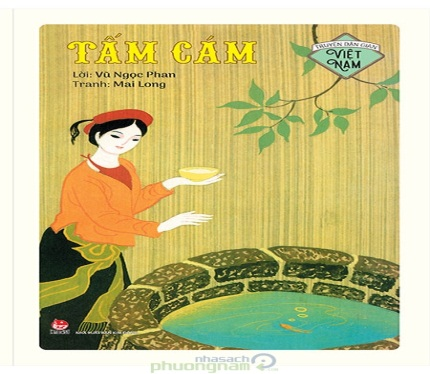 TẤM CÁM
Lời: Vũ Ngọc Phan
Tranh: Mai Long
TRUYỆN DÂN GIAN
VIỆT
NAM
nhasach
phuongnam